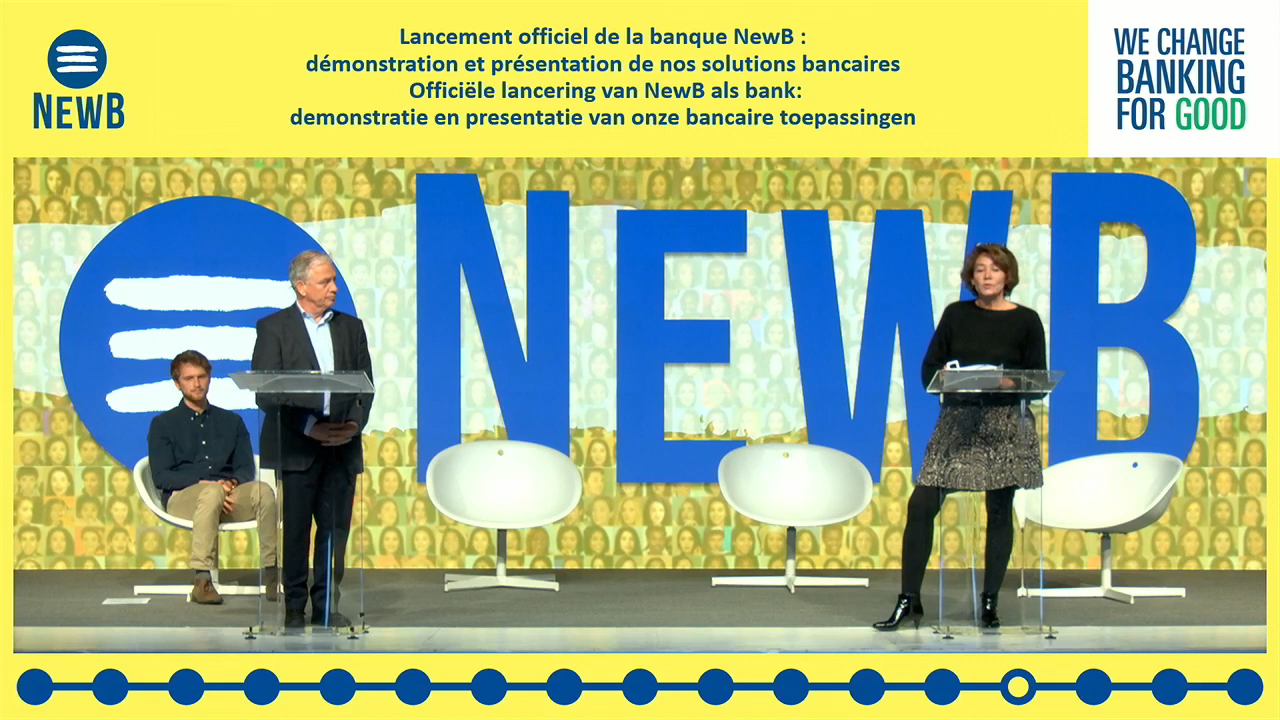 Lancement officiel de la banque NewB :
démonstration et présentation de nos solutions bancaires
Officiële lancering van NewB als bank:
demonstratie en presentatie van onze bancaire toepassingen
NEWB
WE CHANGE
BANKING
FOR GOOD
NEWB